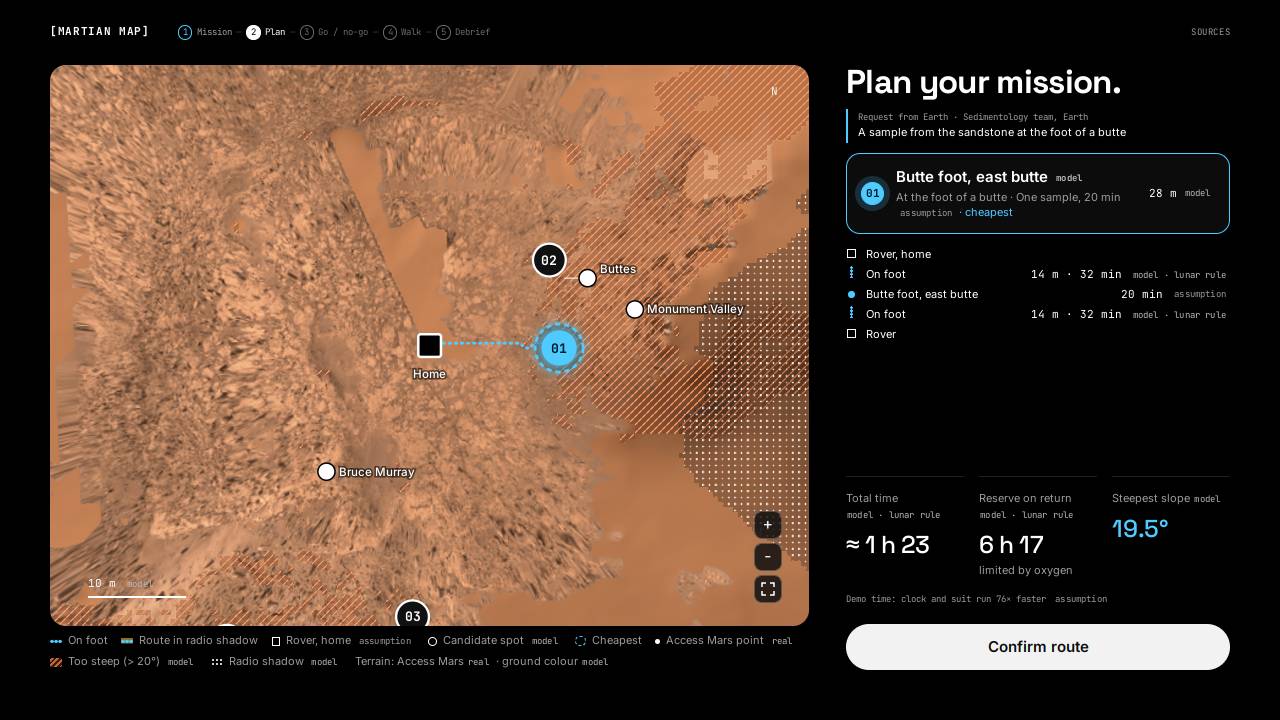 [MARTIAN MAP]
1 Mission – 2 Plan – 3 Go / no-go – 4 Walk – 5 Debrief
SOURCES
N
02
Buttes
Monument Valley
01
Home
Bruce Murray
03
10 m model
+
-
On foot Route in radio shadow Rover, home assumption Candidate spot model Cheapest Access Mars point real
Too steep (> 20°) model Radio shadow model Terrain: Access Mars real · ground colour model
Plan your mission.
Request from Earth · Sedimentology team, Earth
A sample from the sandstone at the foot of a butte
01
Butte foot, east butte model
At the foot of a butte · One sample, 20 min
assumption · cheapest
28 m model
Rover, home
On foot 14 m · 32 min model · lunar rule
Butte foot, east butte 20 min assumption
On foot 14 m · 32 min model · lunar rule
Rover
Total time
model · lunar rule
≈ 1 h 23
Reserve on return
model · lunar rule
6 h 17
limited by oxygen
Steepest slope model
19.5°
Demo time: clock and suit run 76× faster assumption
Confirm route